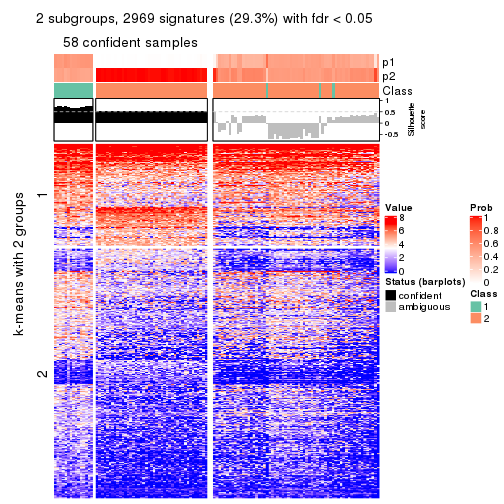 2 subgroups, 2969 signatures (29.3%) with fdr < 0.05
58 confident samples
p1
p2
Class
1
0.5
0
-0.5
Silhouette
score
k-means with 2 groups
1
2
Value
8
6
4
2
0
Status (barplots)
confident
ambiguous
Prob
1
0.8
0.6
0.4
0.2
0
Class
1
2